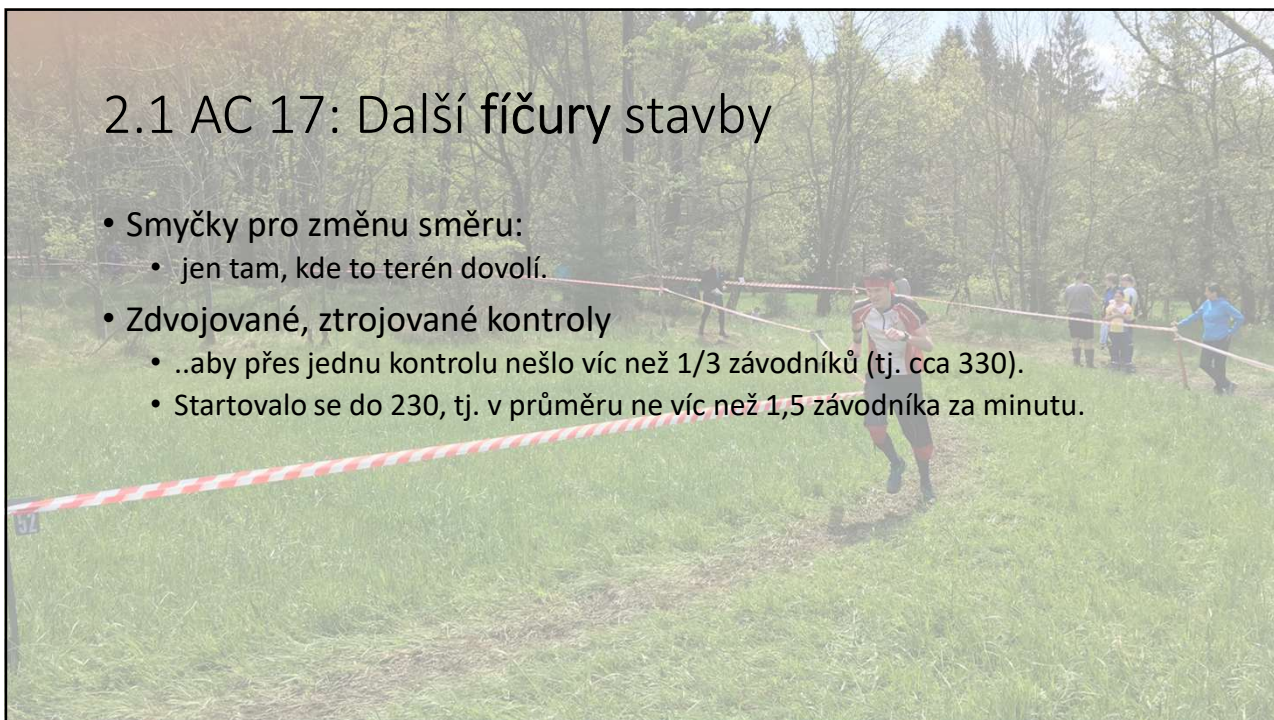 2.1 AC 17: Další fíčury stavby
• Smyčky pro změnu směru:
• jen tam, kde to terén dovolí.
• Zdvojované, ztrojované kontroly
• ..aby přes jednu kontrolu nešlo víc než 1/3 závodníků (tj. cca 330).
• Startovalo se do 230, tj. v průměru ne víc než 1,5 závodníka za minutu.
52